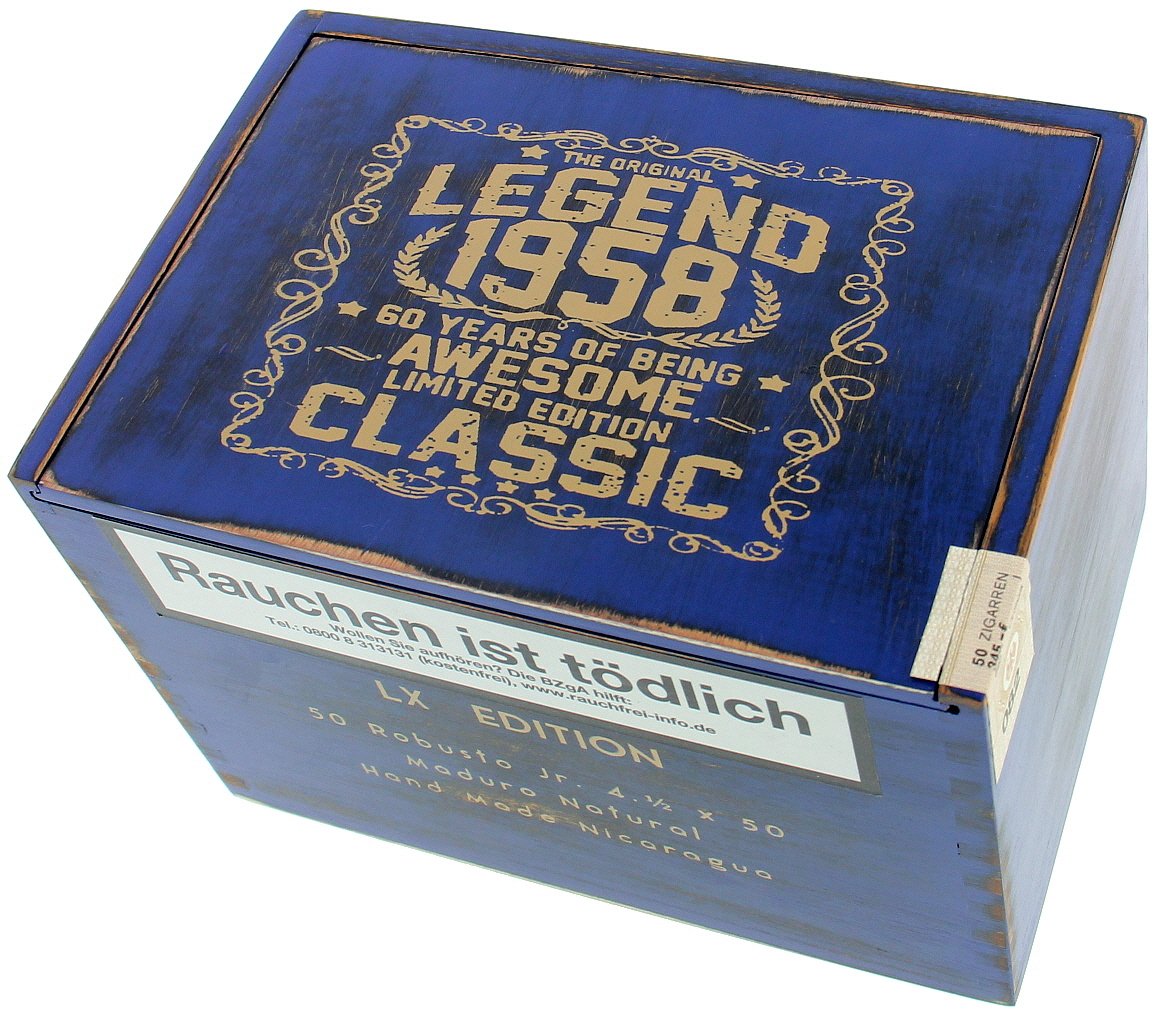 THE ORIGINAL
LEGEND
1958
60 YEARS OF BEING
AWESOME
LIMITED EDITION
CLASSIC
Rauchen ist tödlich
Wollen Sie aufhören? Die BZgA hilft:
Tel.: 0800 8 313131 (kostenfrei), www.rauchfrei-info.de
LX EDITION
50 Robusto Jr. 4.½ x 50
Maduro Natural
Hand Made Nicaragua
50 ZIGARREN